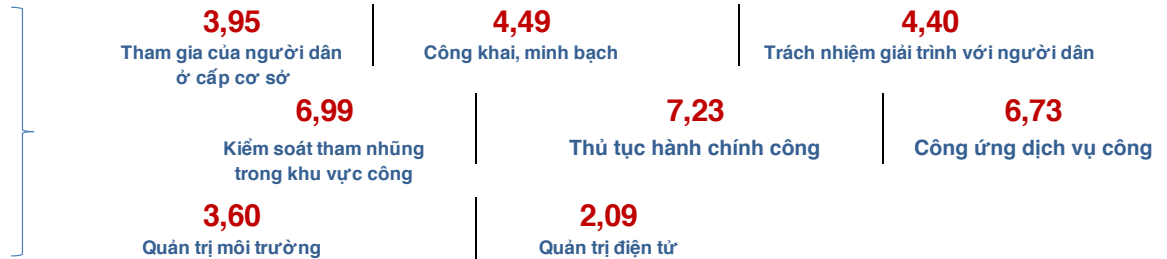 3,95
4,49
4,40
Tham gia của người dân
ở cấp cơ sở
Công khai, minh bạch
Trách nhiệm giải trình với người dân
6,99
7,23
6,73
Kiểm soát tham nhũng
trong khu vực công
Thủ tục hành chính công
Công ứng dịch vụ công
3,60
2,09
Quản trị môi trường
Quản trị điện tử